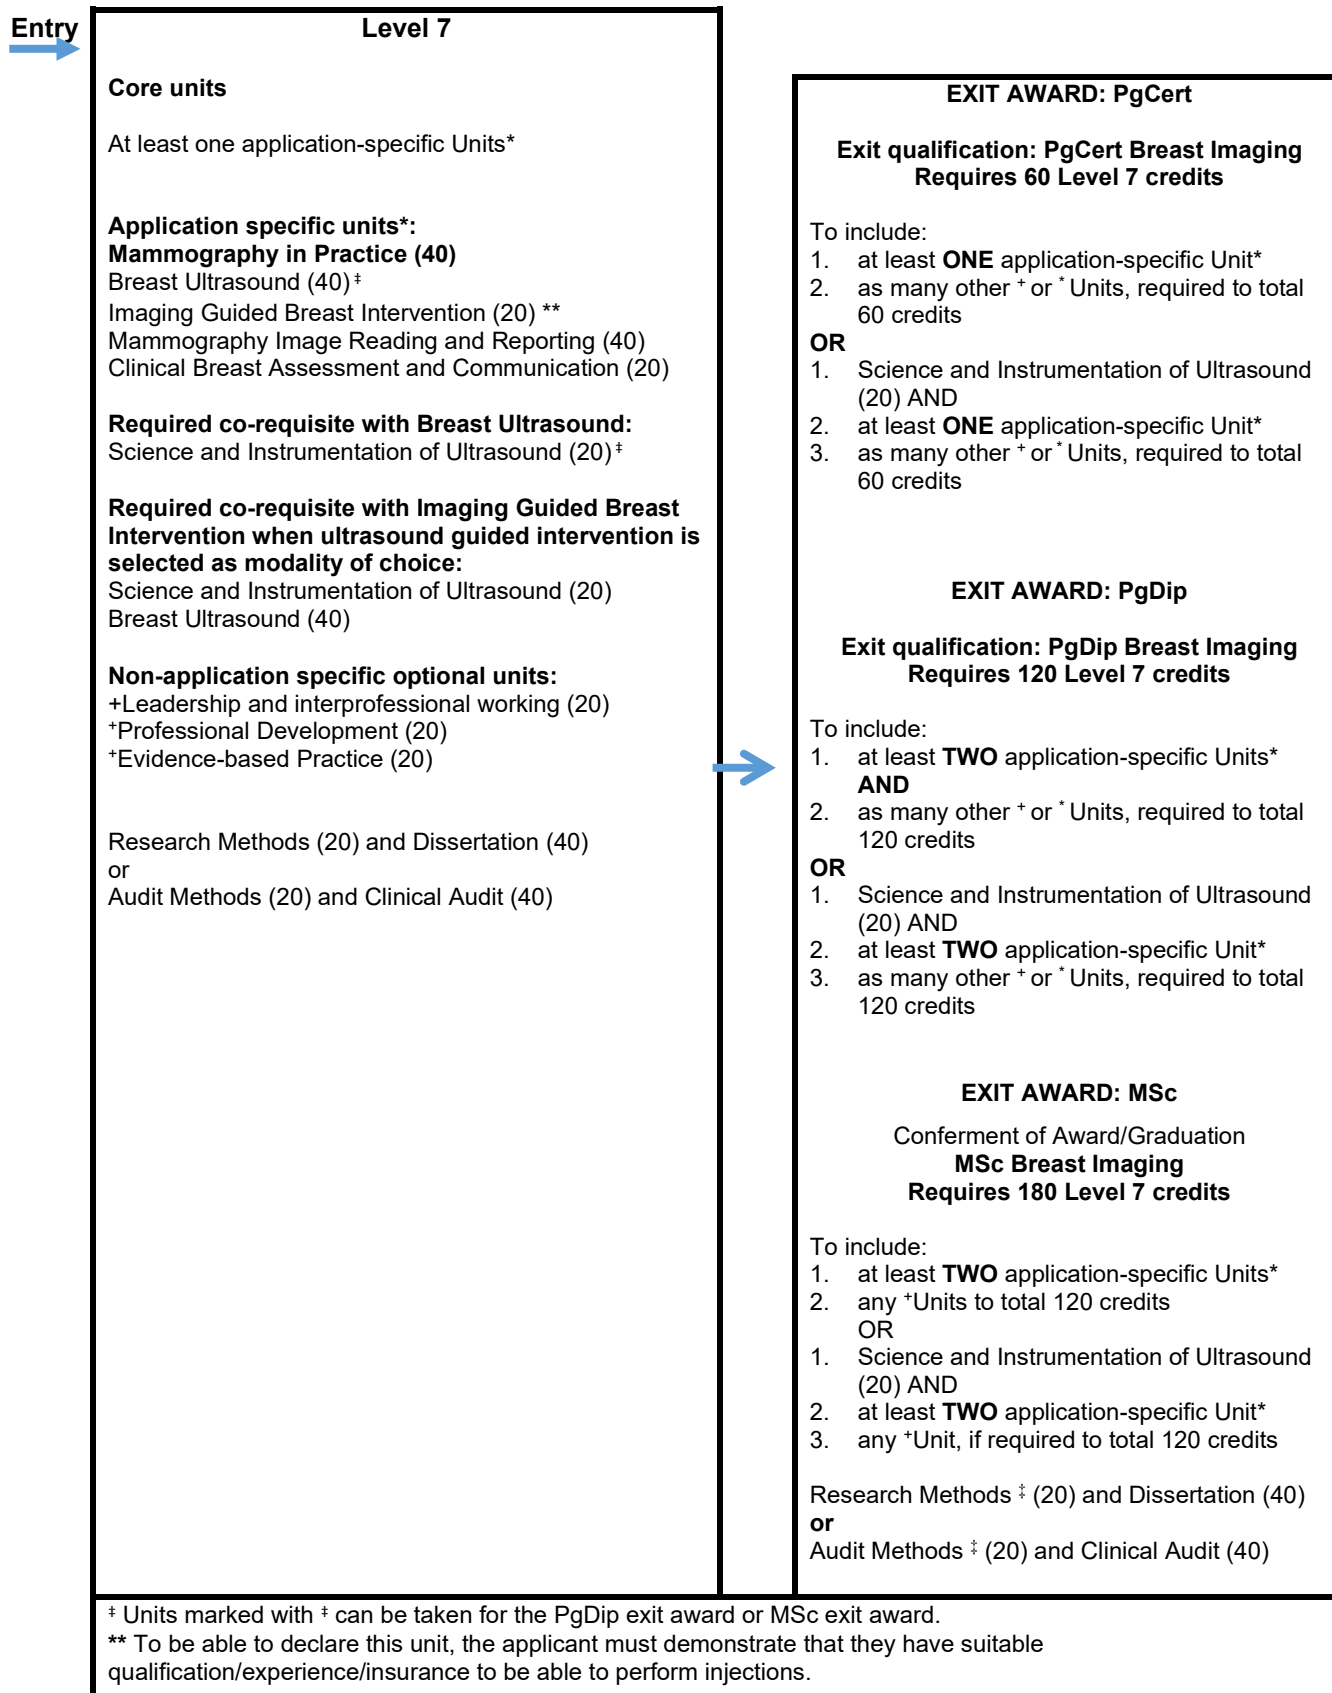 Entry
Level 7
Core units
At least one application-specific Units*
Application specific units*:
Mammography in Practice (40)
Breast Ultrasound (40) ‡
Imaging Guided Breast Intervention (20) **
Mammography Image Reading and Reporting (40)
Clinical Breast Assessment and Communication (20)
Required co-requisite with Breast Ultrasound:
Science and Instrumentation of Ultrasound (20) ‡
Required co-requisite with Imaging Guided Breast
Intervention when ultrasound guided intervention is
selected as modality of choice:
Science and Instrumentation of Ultrasound (20)
Breast Ultrasound (40)
Non-application specific optional units:
+Leadership and interprofessional working (20)
+Professional Development (20)
+Evidence-based Practice (20)
Research Methods (20) and Dissertation (40)
or
Audit Methods (20) and Clinical Audit (40)
EXIT AWARD: PgCert
Exit qualification: PgCert Breast Imaging
Requires 60 Level 7 credits
To include:
1. at least ONE application-specific Unit*
2. as many other + or * Units, required to total
60 credits
OR
1. Science and Instrumentation of Ultrasound
(20) AND
2. at least ONE application-specific Unit*
3. as many other + or * Units, required to total
60 credits
EXIT AWARD: PgDip
Exit qualification: PgDip Breast Imaging
Requires 120 Level 7 credits
To include:
1. at least TWO application-specific Units*
AND
2. as many other + or * Units, required to total
120 credits
OR
1. Science and Instrumentation of Ultrasound
(20) AND
2. at least TWO application-specific Unit*
3. as many other + or * Units, required to total
120 credits
EXIT AWARD: MSc
Conferment of Award/Graduation
MSc Breast Imaging
Requires 180 Level 7 credits
To include:
1. at least TWO application-specific Units*
2. any +Units to total 120 credits
OR
1. Science and Instrumentation of Ultrasound
(20) AND
2. at least TWO application-specific Unit*
3. any +Unit, if required to total 120 credits
Research Methods ‡ (20) and Dissertation (40)
or
Audit Methods ‡ (20) and Clinical Audit (40)
‡ Units marked with ‡ can be taken for the PgDip exit award or MSc exit award.
** To be able to declare this unit, the applicant must demonstrate that they have suitable
qualification/experience/insurance to be able to perform injections.